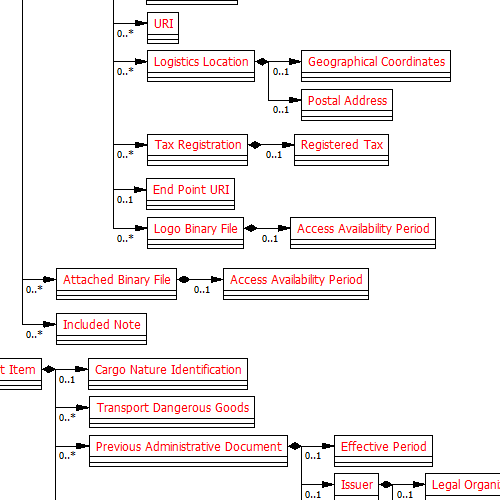 URI
0..*
Logistics Location
Geographical Coordinates
0..*
0..1
Postal Address
0..1
Tax Registration
Registered Tax
0..*
0..1
End Point URI
0..1
Logo Binary File
Access Availability Period
0..*
0..1
Attached Binary File
Access Availability Period
0..*
0..1
Included Note
0..*
t Item
Cargo Nature Identification
0..1
Transport Dangerous Goods
0..*
Previous Administrative Document
Effective Period
0..*
0..1
Issuer
Legal Organi
0..1
0..1